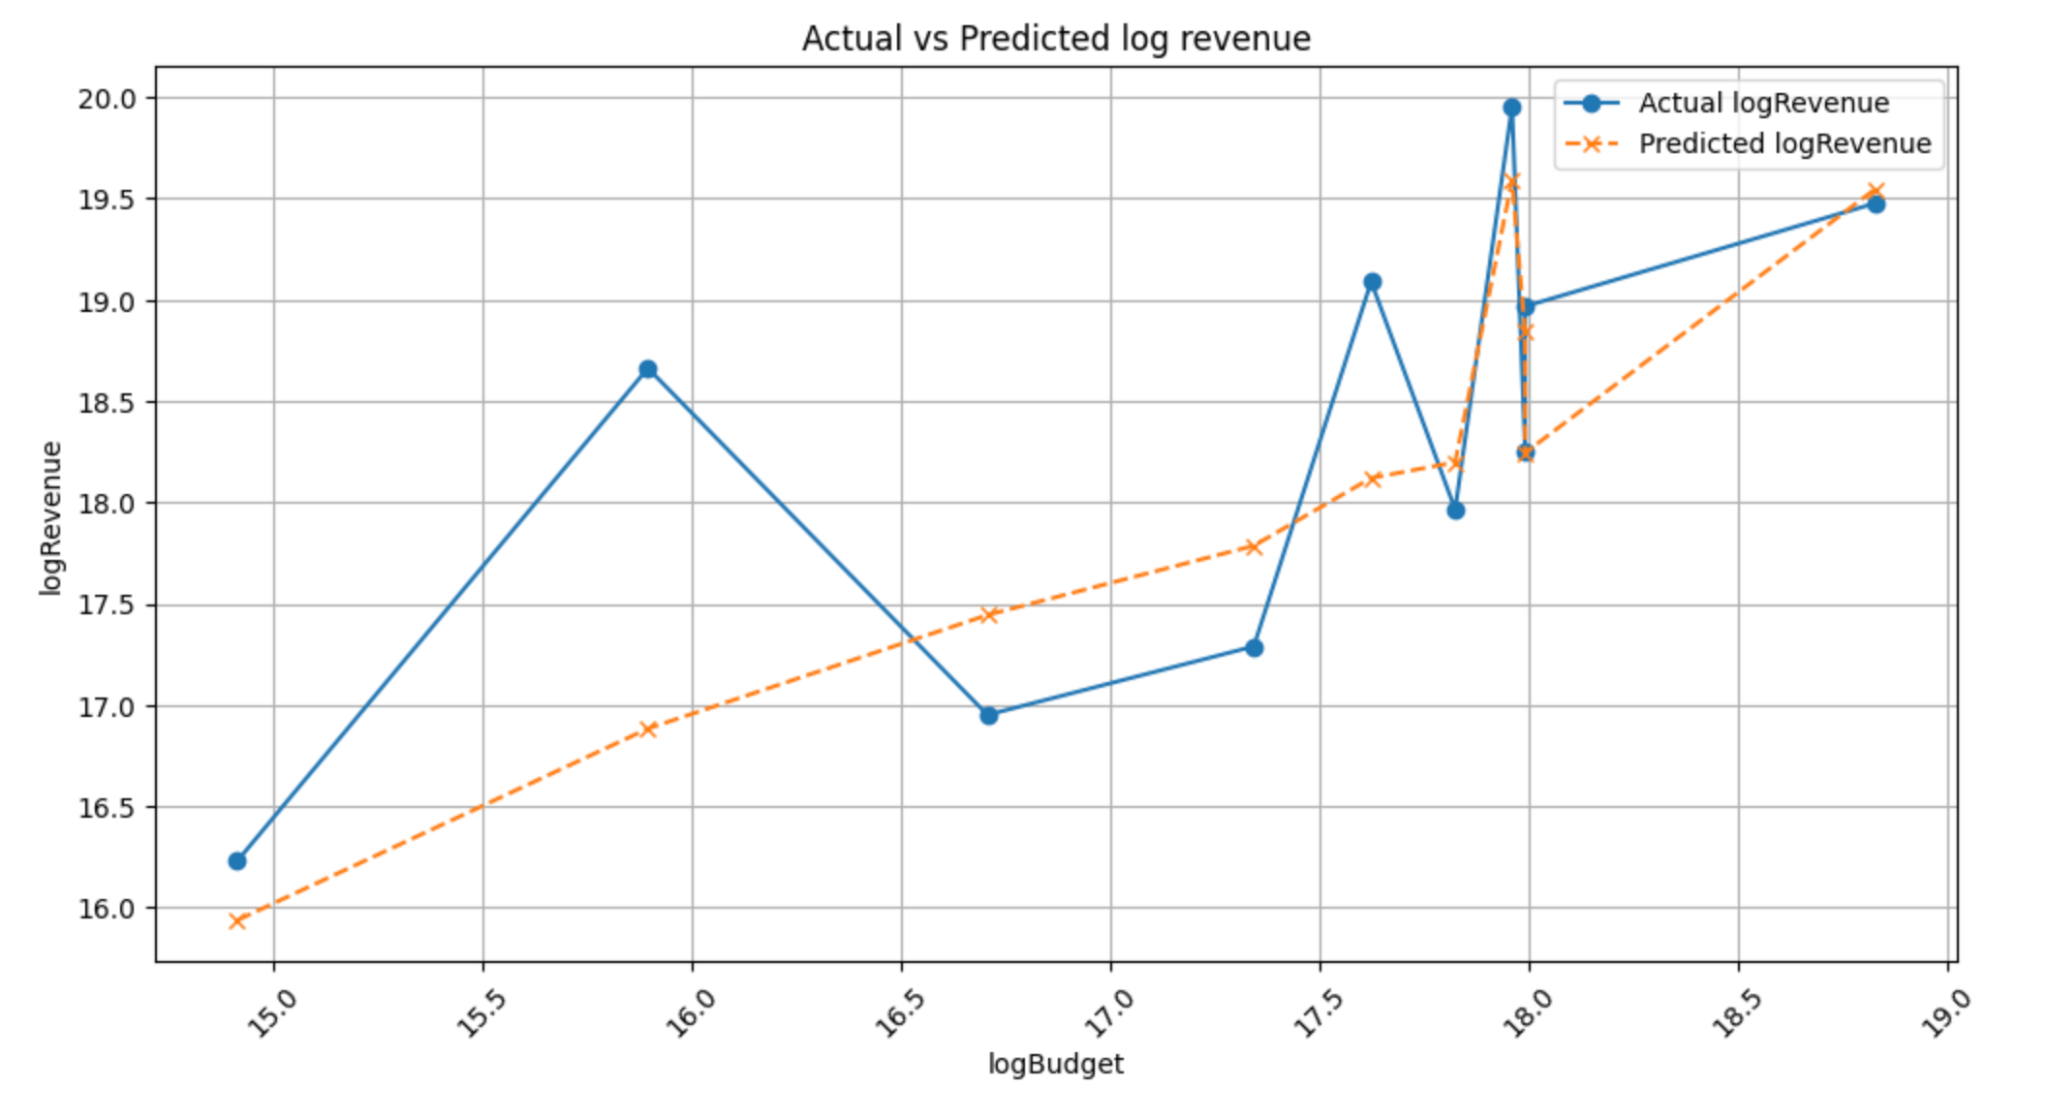 Actual vs Predicted log revenue
Actual logRevenue
Predicted logRevenue
20.0
19.5
19.0
18.5
18.0
17.5
17.0
16.5
16.0
logRevenue
15.0 15.5 16.0 16.5 17.0 17.5 18.0 18.5 19.0
logBudget